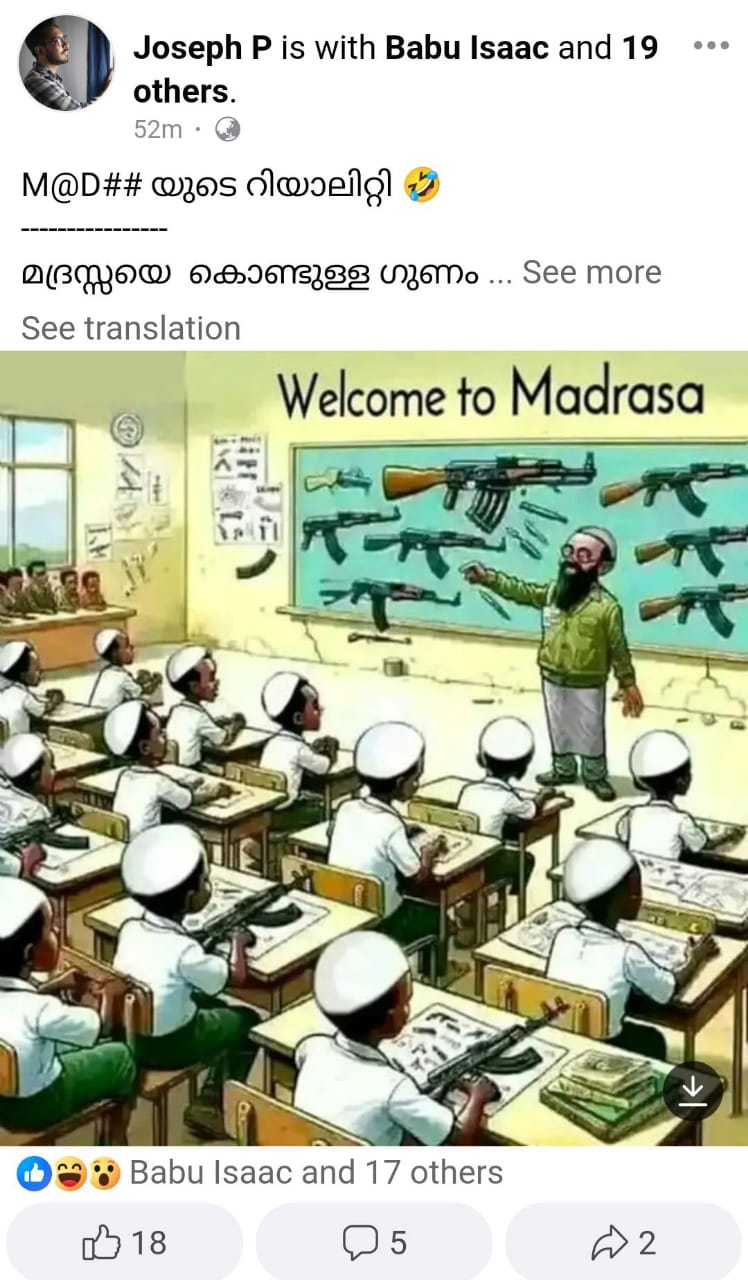 Joseph P is with Babu Isaac and 19
others.
52m
M@D## യുടെ റിയാലിറ്റി 🤣
----------------
മദ്രസ്സയെ കൊണ്ടുള്ള ഗുണം ... See more
See translation
Welcome to Madrasa
Babu Isaac and 17 others
18
5
2